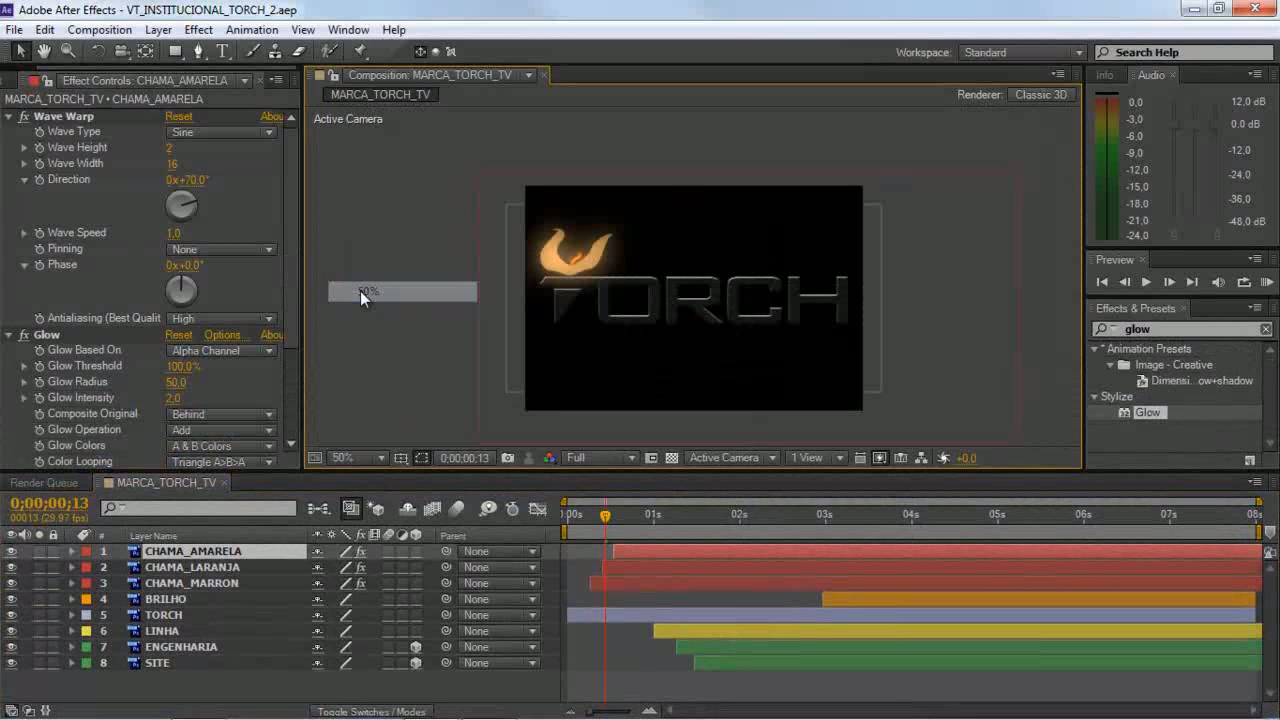 Adobe After Effects - VT_INSTITUCIONAL_TORCH_2.aep
File Edit Composition Layer Effect Animation View Window Help
Workspace: Standard Search Help
Effect Controls: CHAMA_AMARELA
MARCA_TORCH_TV • CHAMA_AMARELA
fx Wave Warp Reset Abou
Wave Type Sine
Wave Height 2
Wave Width 16
Direction 0x+70,0°
Wave Speed 1,0
Pinning None
Phase 0x+0,0°
Antialiasing (Best Qualit High
fx Glow Reset Options... Abou
Glow Based On Alpha Channel
Glow Threshold 100,0%
Glow Radius 50,0
Glow Intensity 2,0
Composite Original Behind
Glow Operation Add
Glow Colors A & B Colors
Color Looping Triangle A>B>A
Composition: MARCA_TORCH_TV
MARCA_TORCH_TV
Renderer: Classic 3D
Active Camera
TORCH
50%
50% 0;00;00;13 Full Active Camera 1 View +0,0
Info Audio
0,0 12,0 dB
-3,0 0.0 dB
-6,0
-9,0 -12,0
-12,0
-15,0 -24,0
-18,0 -36,0
-21,0
-24,0 -48,0 dB
Preview
Effects & Presets
glow
* Animation Presets
Image - Creative
Dimensi...ow+shadow
Stylize
Glow
Render Queue MARCA_TORCH_TV
0;00;00;13
00013 (29.97 fps)
# Layer Name Parent
:00s 01s 02s 03s 04s 05s 06s 07s 08s
1 CHAMA_AMARELA fx None
2 CHAMA_LARANJA fx None
3 CHAMA_MARRON fx None
4 BRILHO None
5 TORCH None
6 LINHA None
7 ENGENHARIA None
8 SITE None
Toggle Switches / Modes